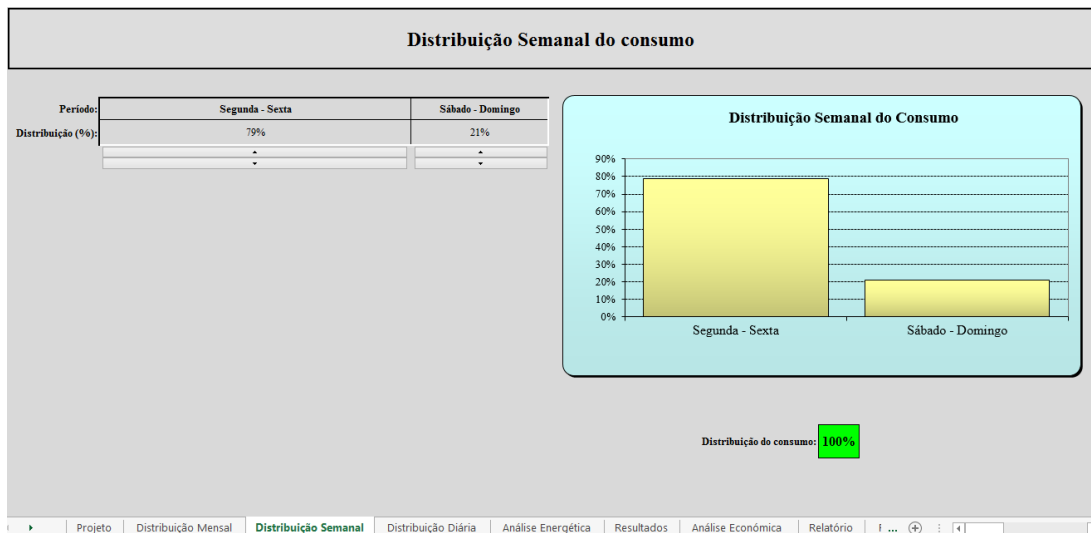 Distribuição Semanal do consumo
Período: Segunda - Sexta Sábado - Domingo
Distribuição (%): 79% 21%
Distribuição Semanal do Consumo
90%
80%
70%
60%
50%
40%
30%
20%
10%
0%
Segunda - Sexta Sábado - Domingo
Distribuição do consumo: 100%
Projeto Distribuição Mensal Distribuição Semanal Distribuição Diária Análise Energética Resultados Análise Económica Relatório ...